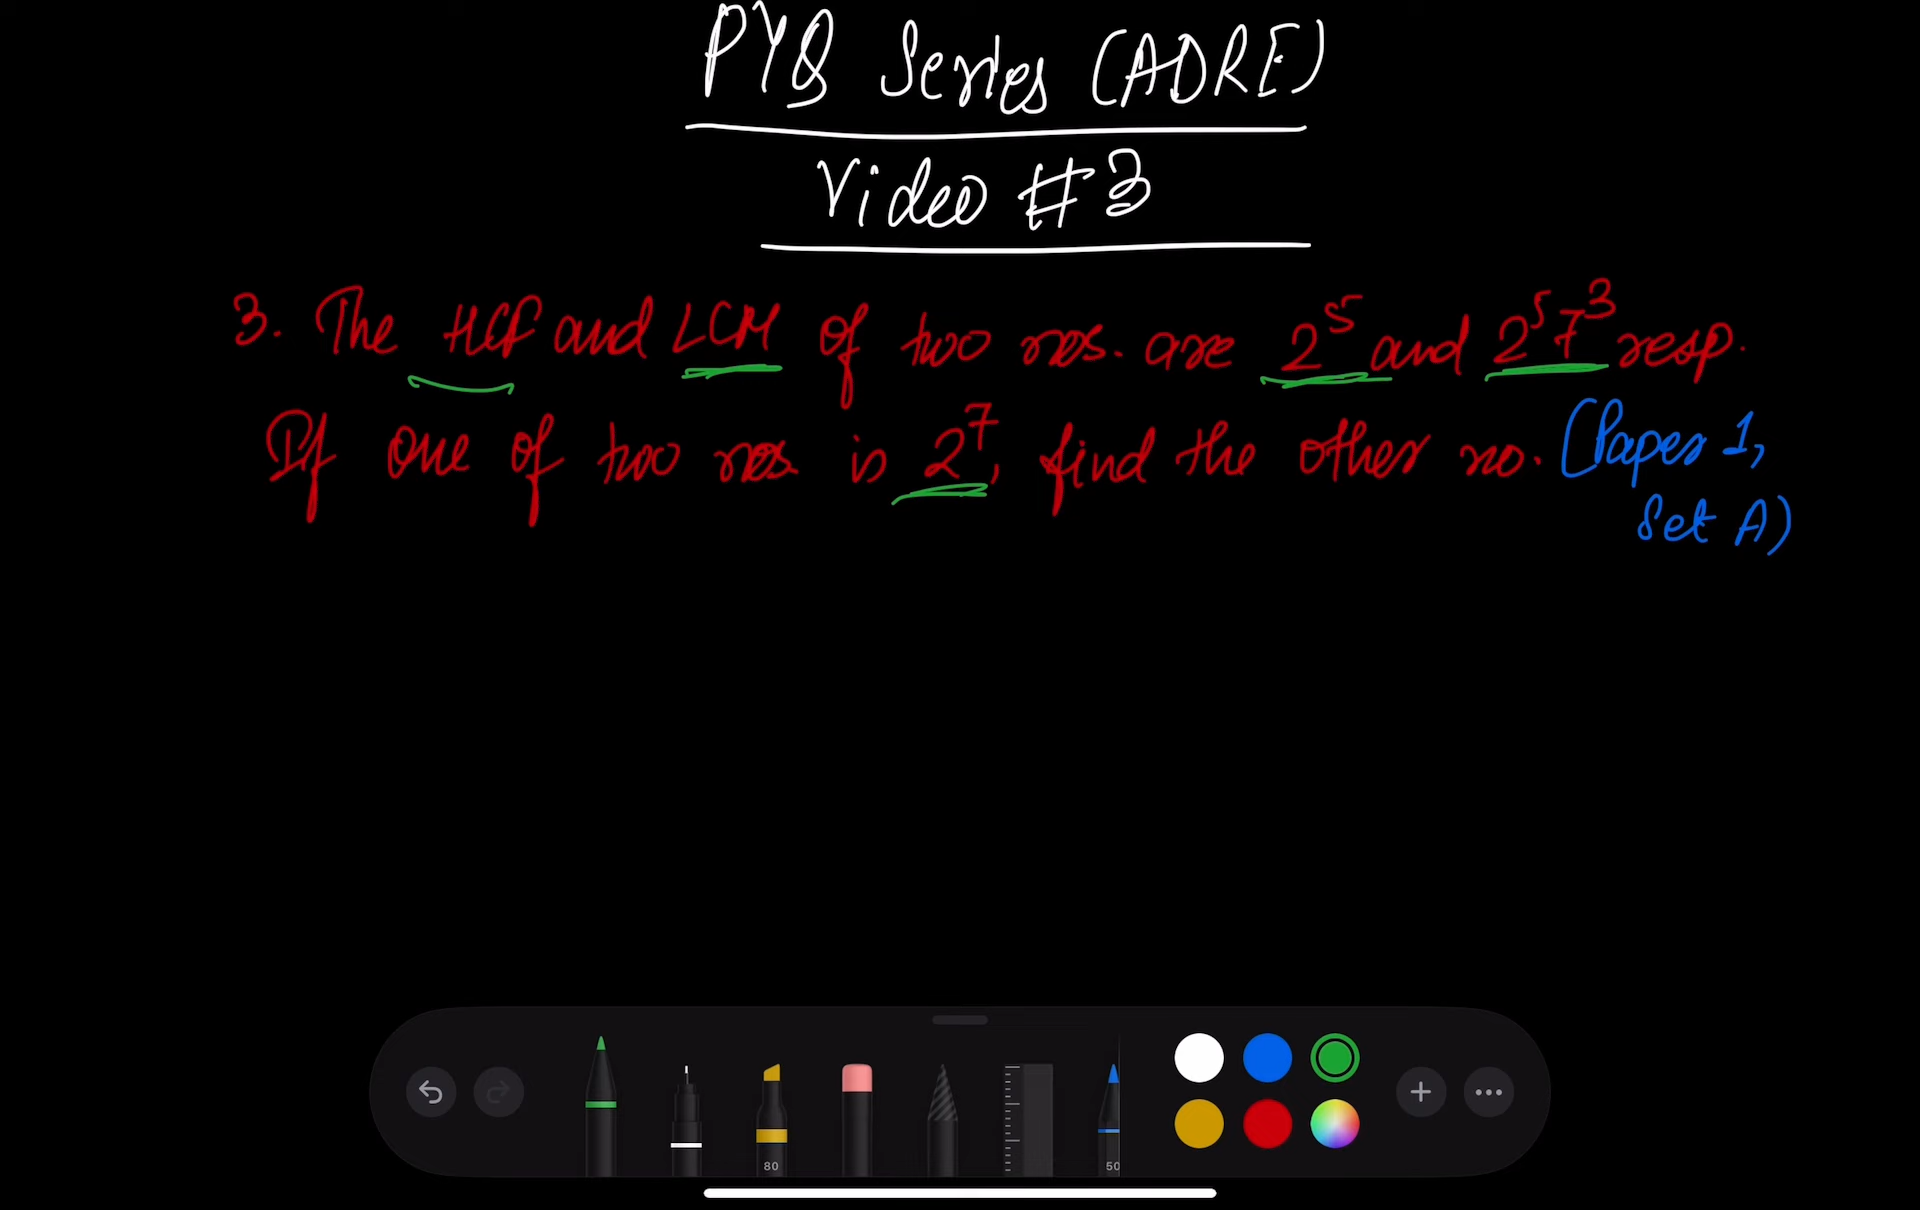 PYQ Series (ADRE)
Video #3
3. The HCF and LCM of two nos. are 2⁵ and 2⁵7³ resp.
If one of two nos. is 2⁷, find the other no. (Paper 1,
Set A)
80
50